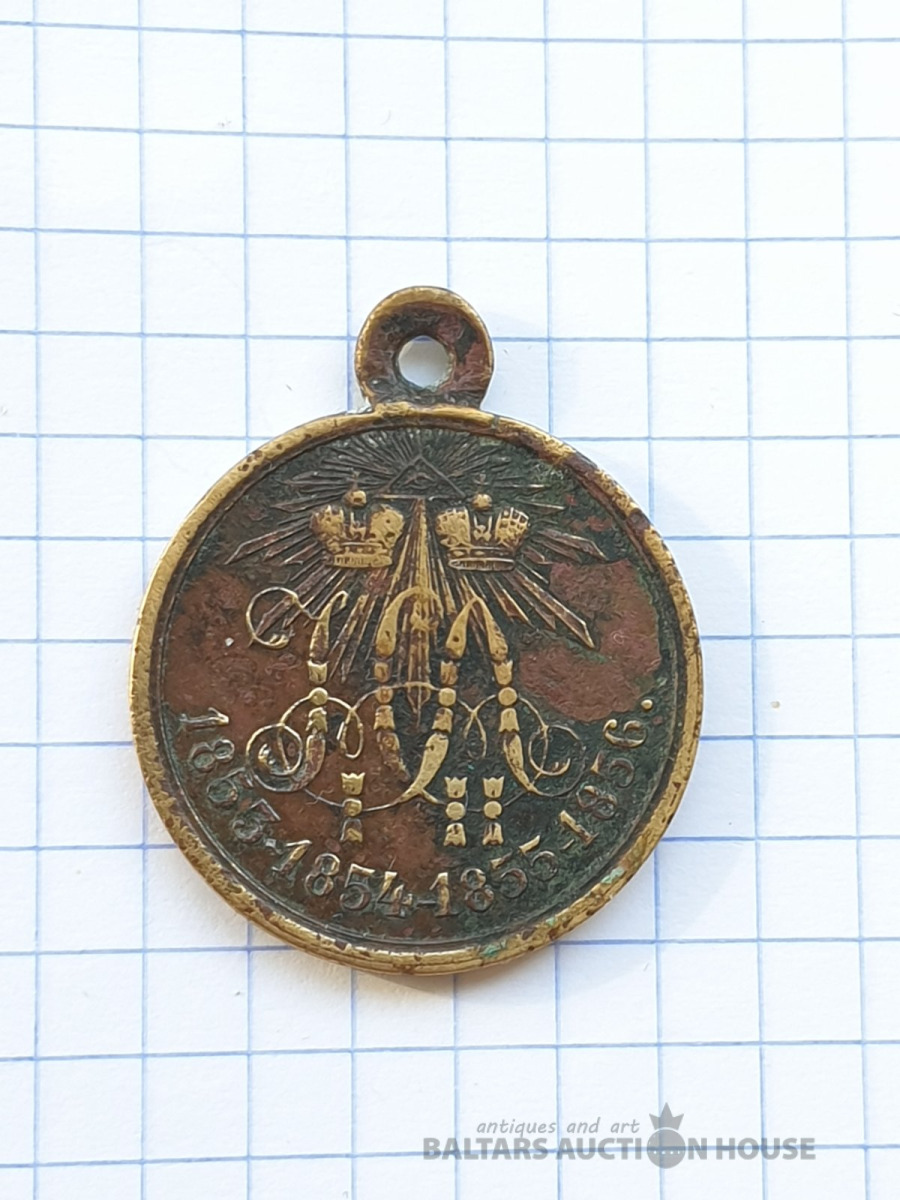 1853-1854-1855-1856.
antiques and art
BALTARS AUCTION HOUSE